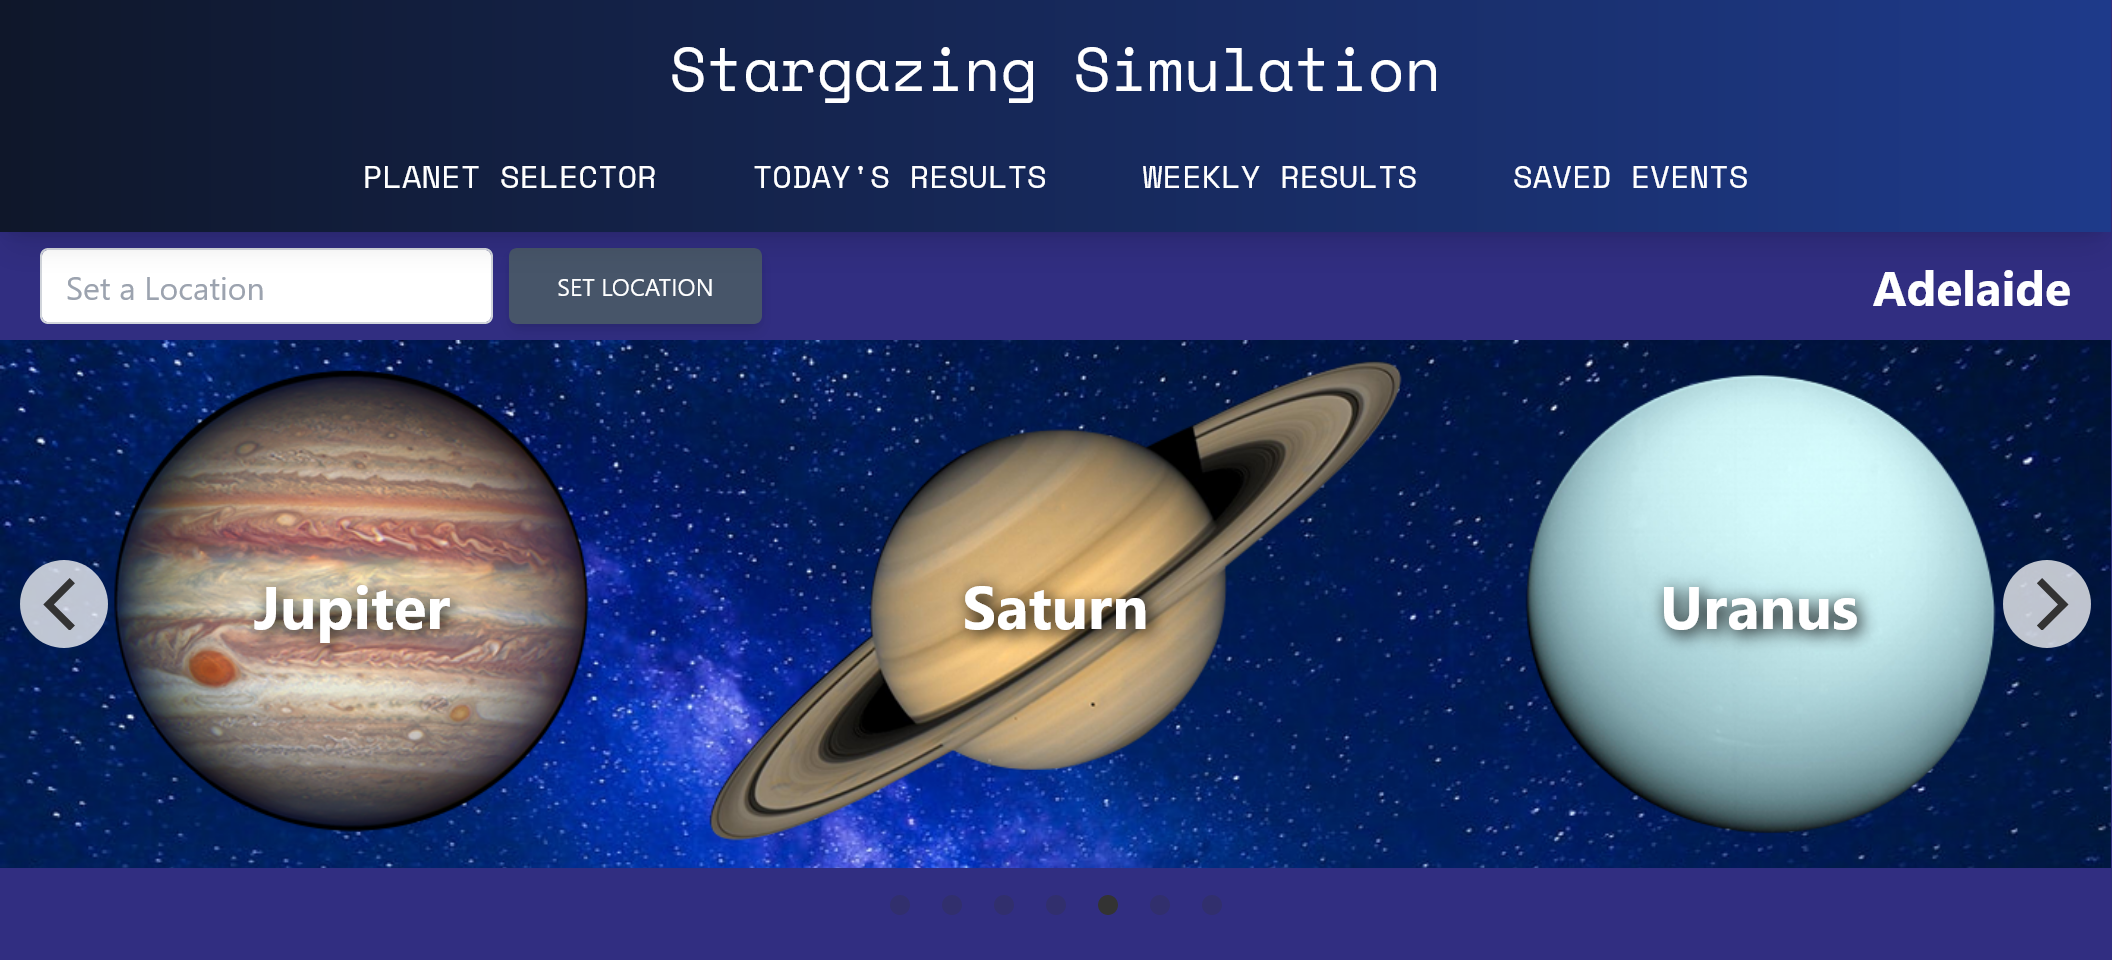 Stargazing Simulation
PLANET SELECTOR TODAY'S RESULTS WEEKLY RESULTS SAVED EVENTS
Set a Location SET LOCATION Adelaide
Jupiter Saturn Uranus